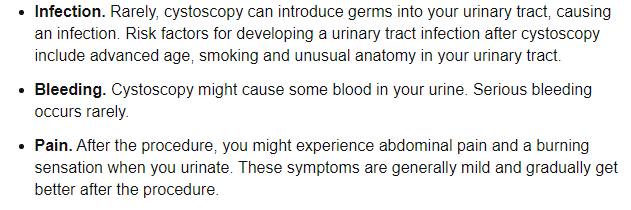 • Infection. Rarely, cystoscopy can introduce germs into your urinary tract, causing
an infection. Risk factors for developing a urinary tract infection after cystoscopy
include advanced age, smoking and unusual anatomy in your urinary tract.
• Bleeding. Cystoscopy might cause some blood in your urine. Serious bleeding
occurs rarely.
• Pain. After the procedure, you might experience abdominal pain and a burning
sensation when you urinate. These symptoms are generally mild and gradually get
better after the procedure.